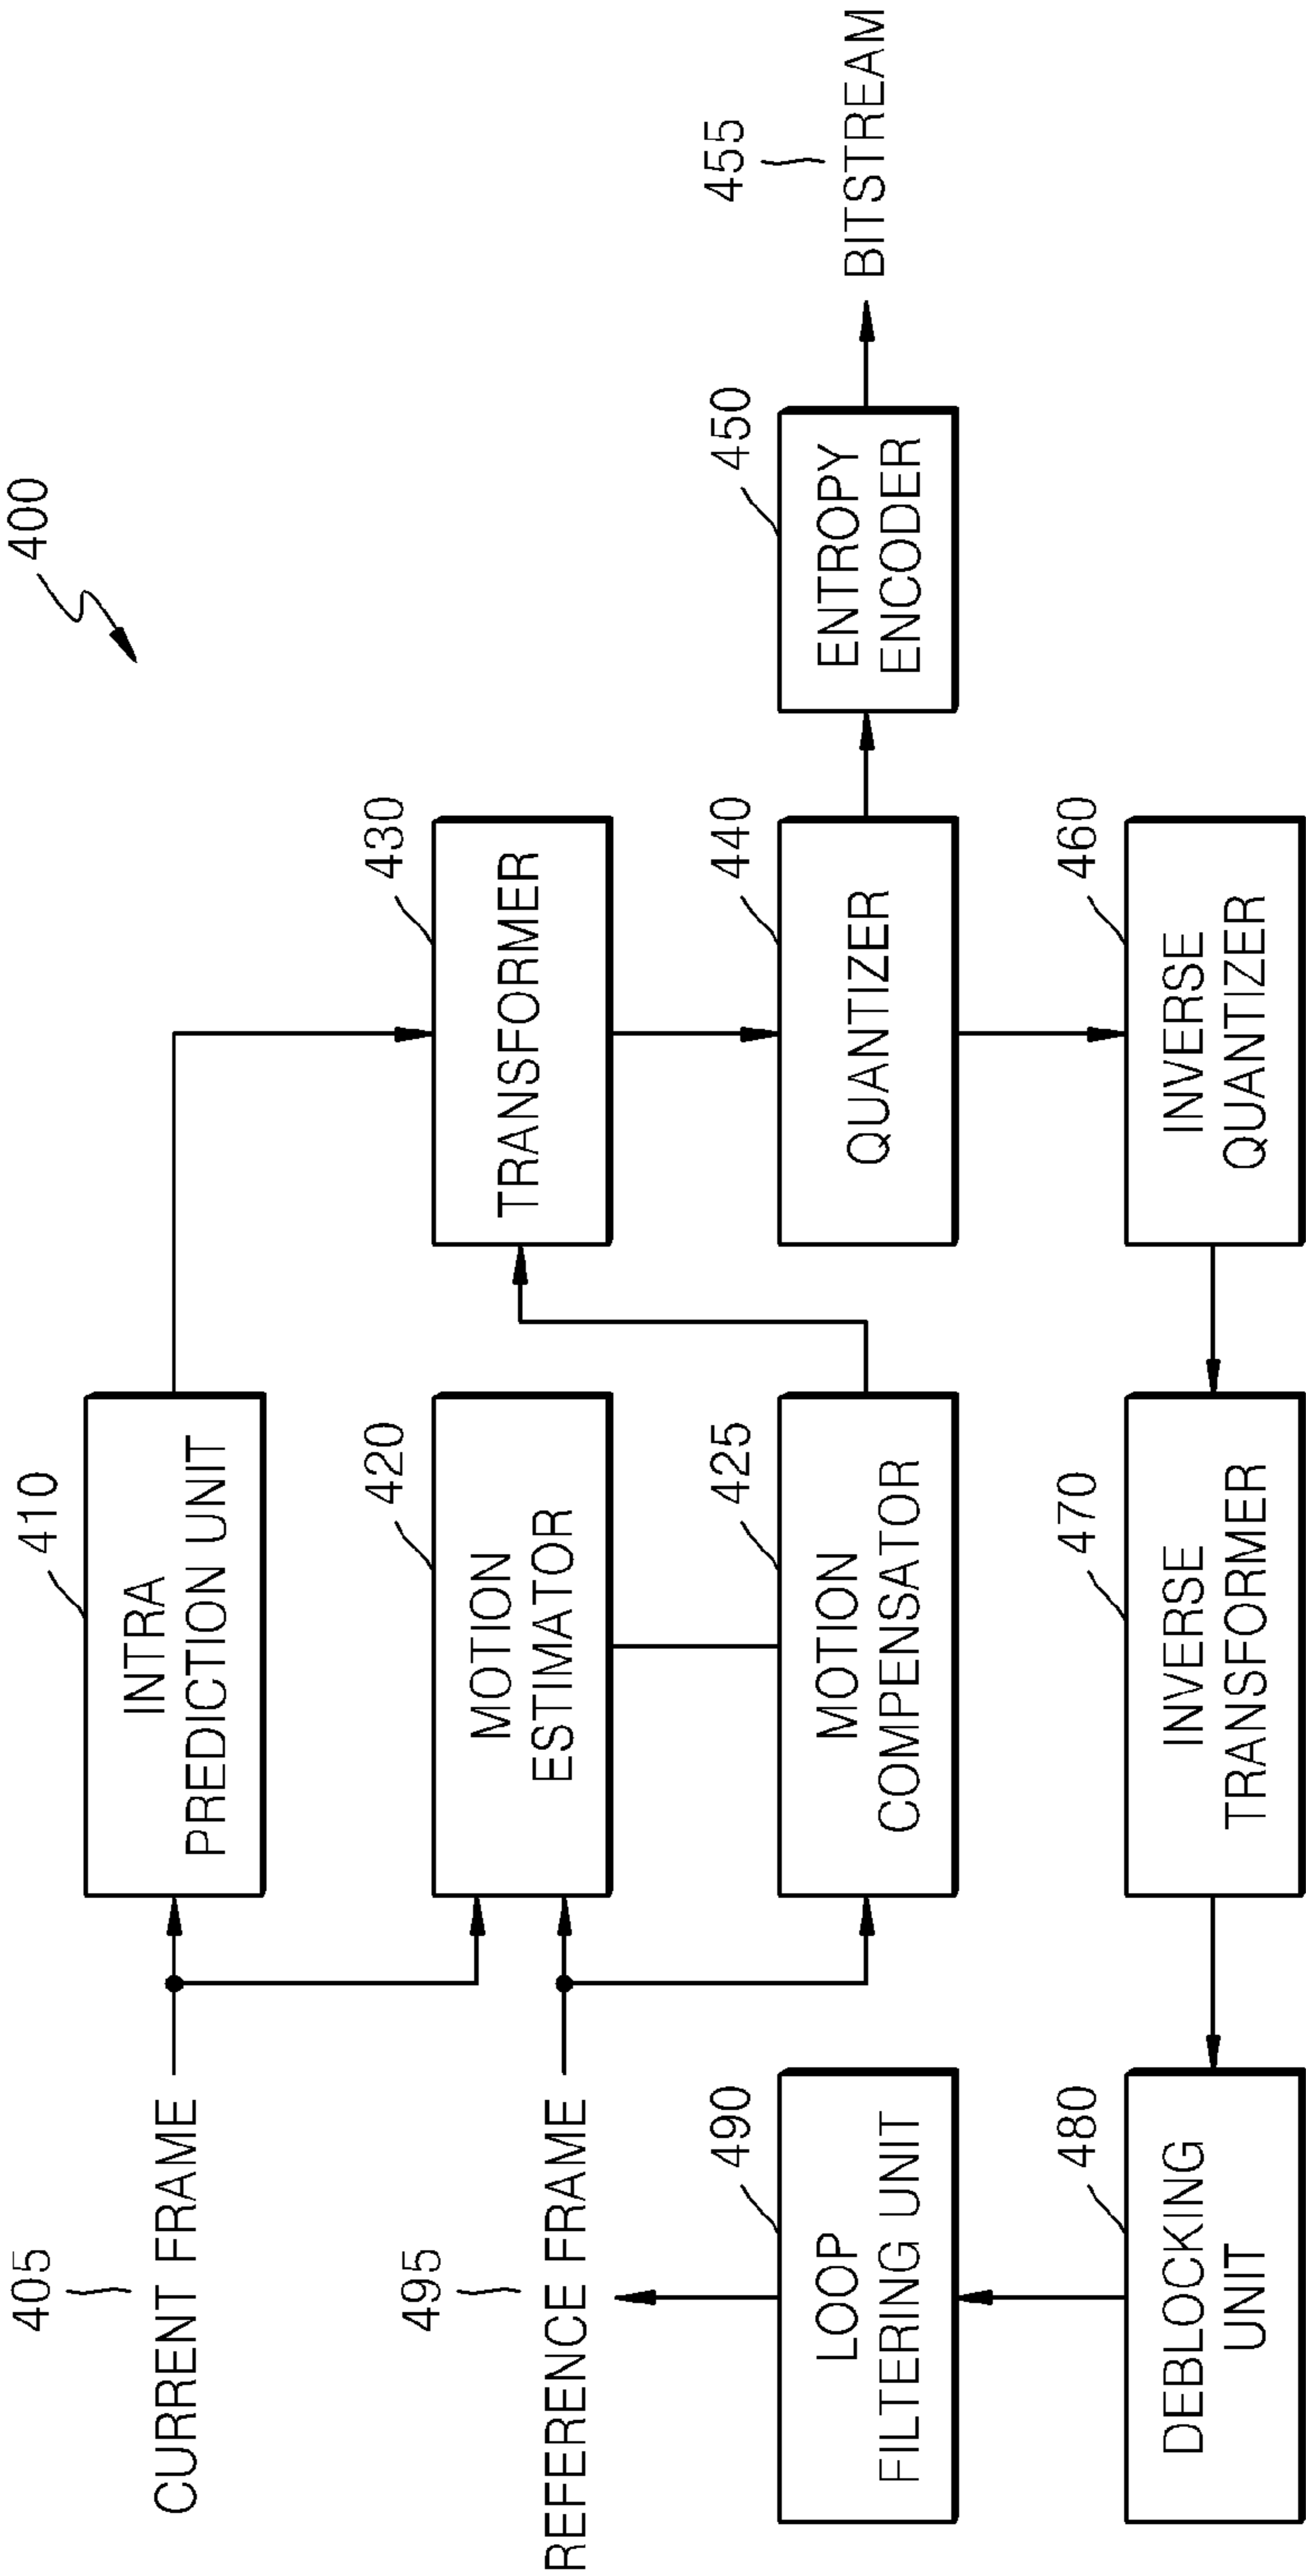 400
405
CURRENT FRAME
410
INTRA
PREDICTION UNIT
495
REFERENCE FRAME
420
MOTION
ESTIMATOR
430
TRANSFORMER
490
LOOP
FILTERING UNIT
425
MOTION
COMPENSATOR
440
QUANTIZER
450
ENTROPY
ENCODER
455
BITSTREAM
480
DEBLOCKING
UNIT
470
INVERSE
TRANSFORMER
460
INVERSE
QUANTIZER